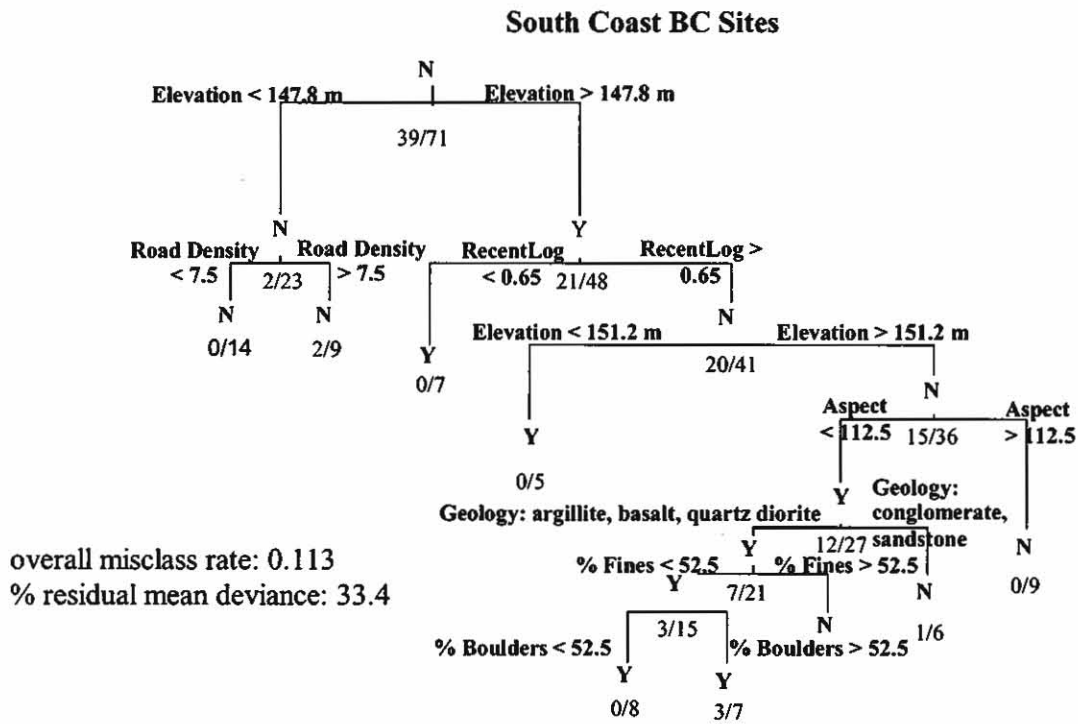 South Coast BC Sites
N
Elevation < 147.8 m Elevation > 147.8 m
39/71
N Y
Road Density < 7.5 Road Density > 7.5
2/23
RecentLog < 0.65 RecentLog > 0.65
21/48
N N
0/14 2/9
Y
0/7
N
Elevation < 151.2 m Elevation > 151.2 m
20/41
Y
0/5
N
Aspect < 112.5 Aspect > 112.5
15/36
Y
Geology: argillite, basalt, quartz diorite
Geology:
conglomerate,
sandstone
12/27
N
0/9
Y
% Fines < 52.5 % Fines > 52.5
7/21
N
1/6
Y
3/15
N
% Boulders < 52.5 % Boulders > 52.5
Y Y
0/8 3/7
overall misclass rate: 0.113
% residual mean deviance: 33.4